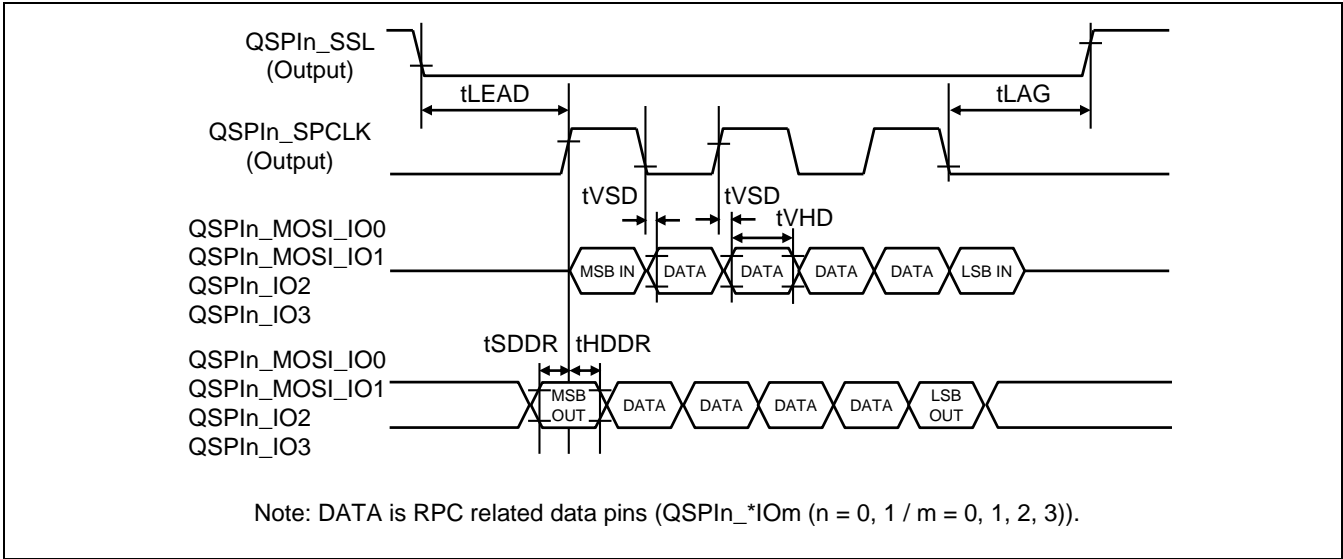 QSPIn_SSL
(Output)
tLEAD
tLAG
QSPIn_SPCLK
(Output)
tVSD
tVSD
tVHD
QSPIn_MOSI_IO0
QSPIn_MOSI_IO1
QSPIn_IO2
QSPIn_IO3
MSB IN
DATA
DATA
DATA
DATA
LSB IN
tSDDR
tHDDR
QSPIn_MOSI_IO0
QSPIn_MOSI_IO1
QSPIn_IO2
QSPIn_IO3
MSB
OUT
DATA
DATA
DATA
DATA
LSB
OUT
Note: DATA is RPC related data pins (QSPIn_*IOm (n = 0, 1 / m = 0, 1, 2, 3)).